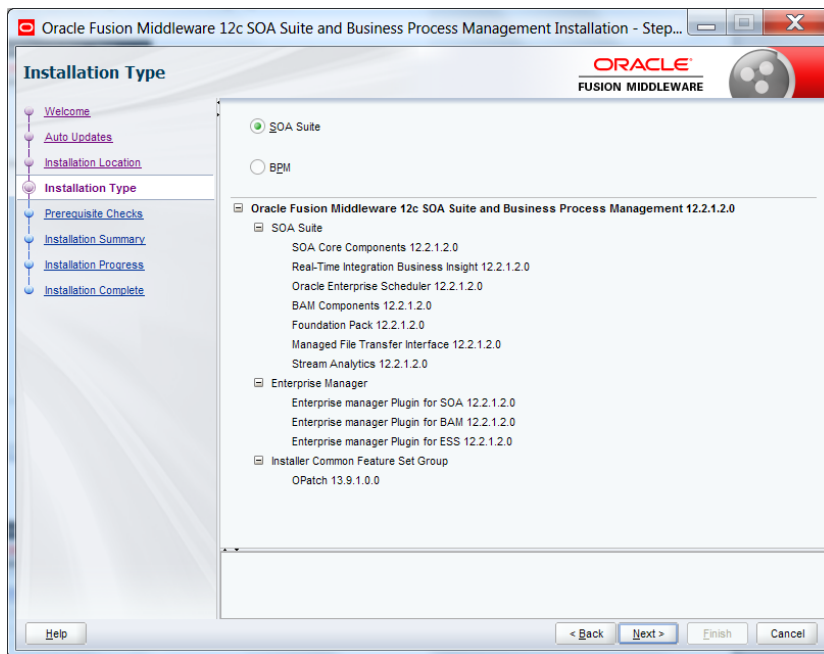 Oracle Fusion Middleware 12c SOA Suite and Business Process Management Installation - Step...
Installation Type
ORACLE
FUSION MIDDLEWARE
Welcome
Auto Updates
Installation Location
Installation Type
Prerequisite Checks
Installation Summary
Installation Progress
Installation Complete
SOA Suite
BPM
Oracle Fusion Middleware 12c SOA Suite and Business Process Management 12.2.1.2.0
SOA Suite
SOA Core Components 12.2.1.2.0
Real-Time Integration Business Insight 12.2.1.2.0
Oracle Enterprise Scheduler 12.2.1.2.0
BAM Components 12.2.1.2.0
Foundation Pack 12.2.1.2.0
Managed File Transfer Interface 12.2.1.2.0
Stream Analytics 12.2.1.2.0
Enterprise Manager
Enterprise manager Plugin for SOA 12.2.1.2.0
Enterprise manager Plugin for BAM 12.2.1.2.0
Enterprise manager Plugin for ESS 12.2.1.2.0
Installer Common Feature Set Group
OPatch 13.9.1.0.0
Help
< Back
Next >
Finish
Cancel